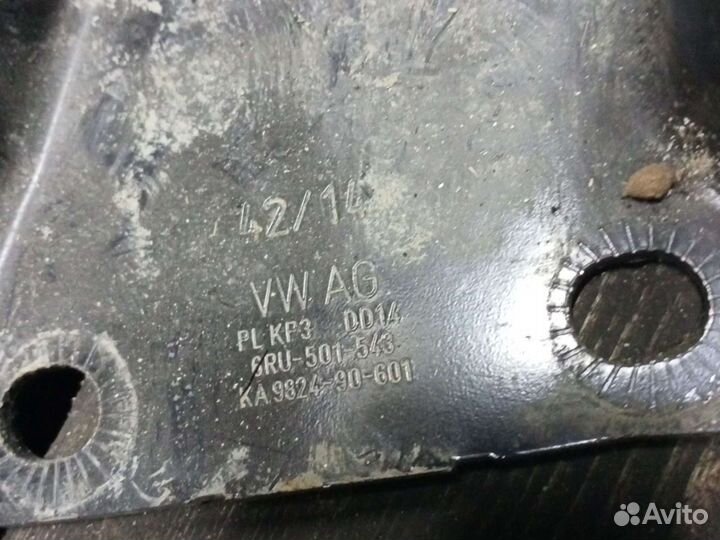 42/14
VW AG
PL KP3 DD14
6RU-501-543
KA 9824-90-601
Avito